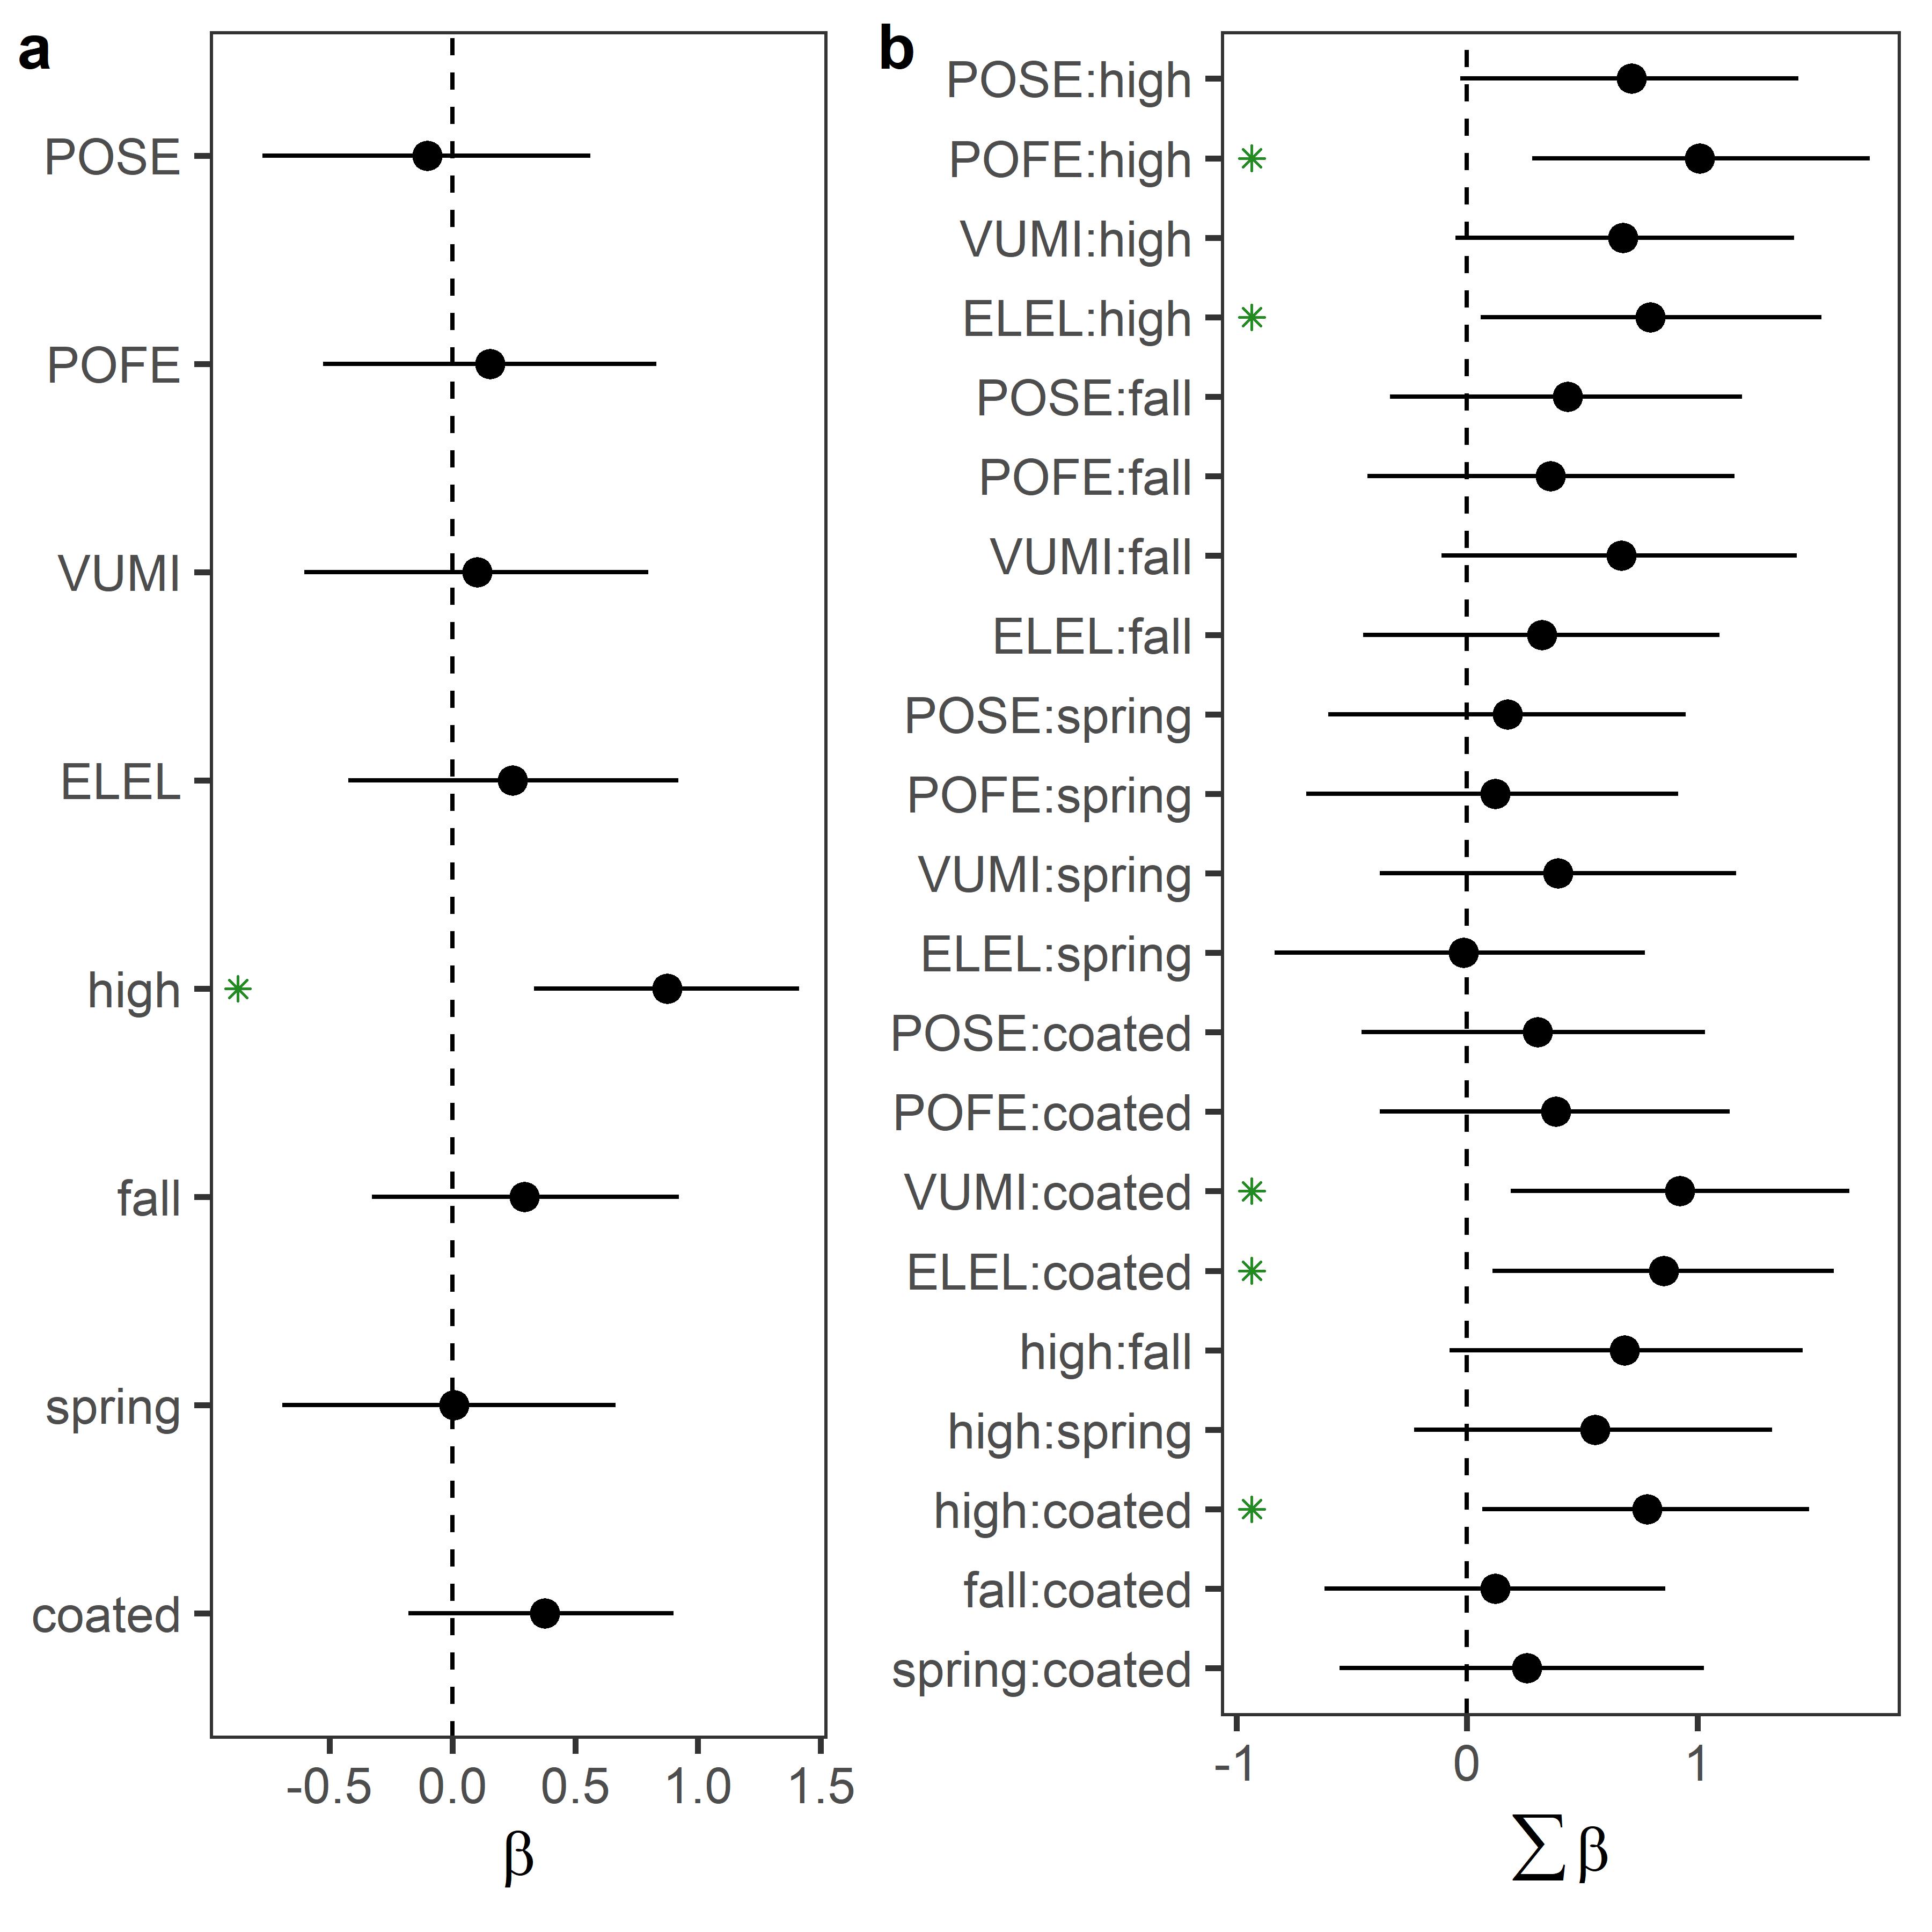 a
POSE
POFE
VUMI
ELEL
high
fall
spring
coated
-0.5 0.0 0.5 1.0 1.5
β
b
POSE:high
POFE:high
VUMI:high
ELEL:high
POSE:fall
POFE:fall
VUMI:fall
ELEL:fall
POSE:spring
POFE:spring
VUMI:spring
ELEL:spring
POSE:coated
POFE:coated
VUMI:coated
ELEL:coated
high:fall
high:spring
high:coated
fall:coated
spring:coated
-1 0 1
∑ β